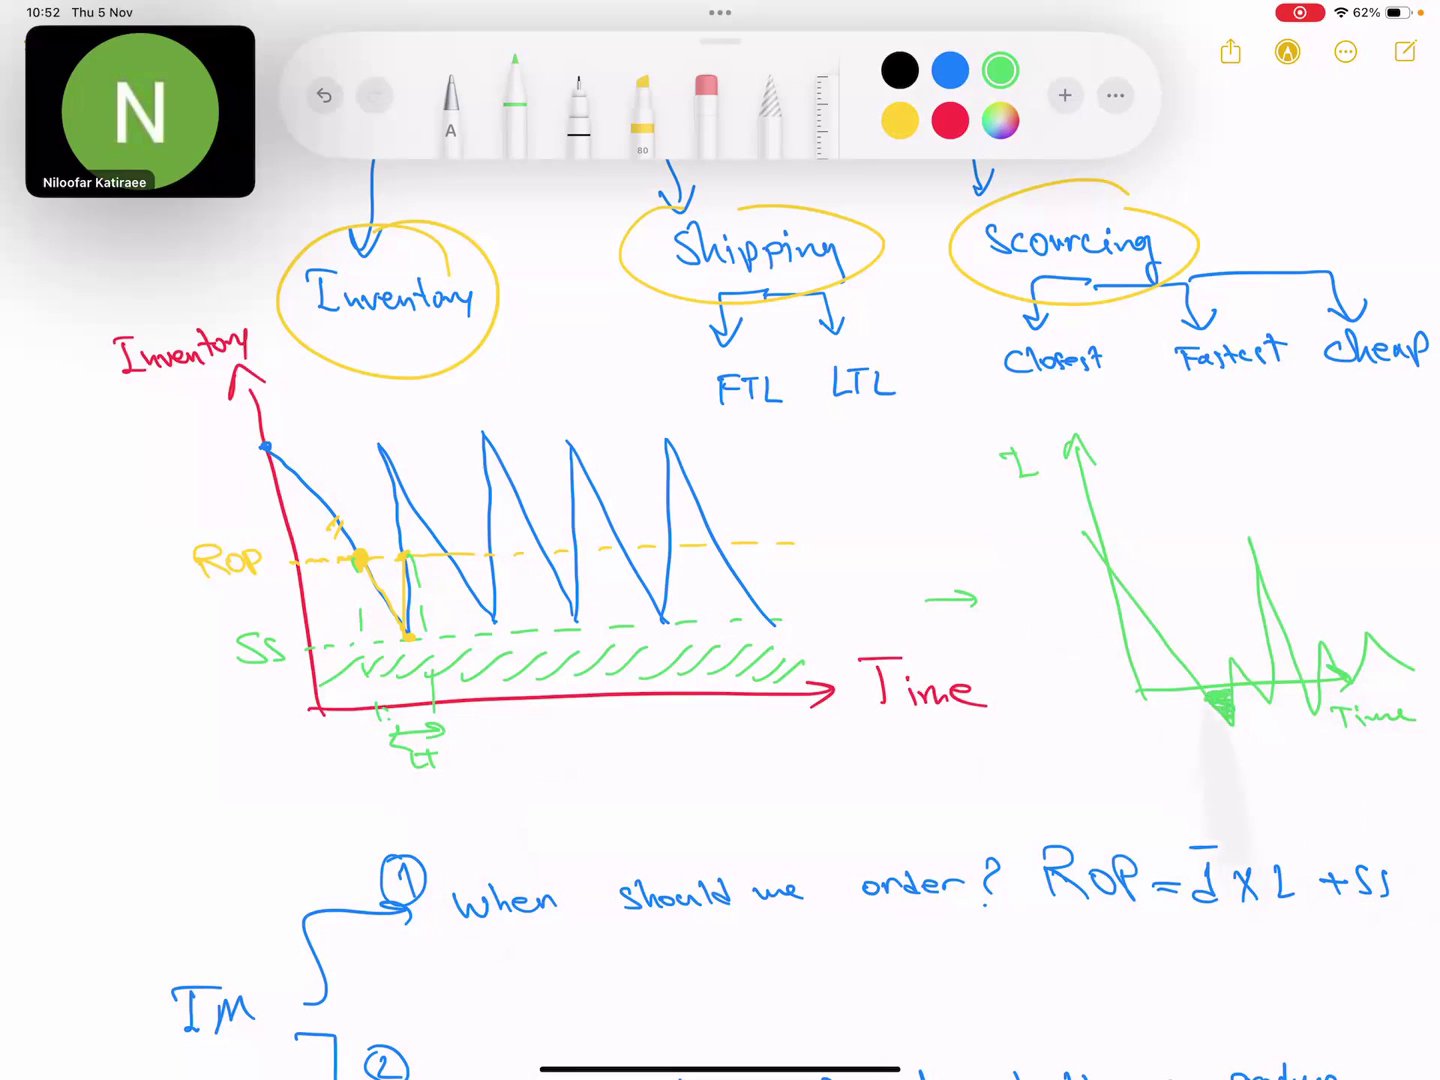 10:52 Thu 5 Nov
62%
N
Niloofar Katiraee
A
80
Inventory
Shipping
Scourcing
FTL
LTL
Closest
Fastest
cheap
Inventory
ROP
SS
LT
Time
I
Time
1
When should we order? ROP = d̄ x L + SS
IM
2